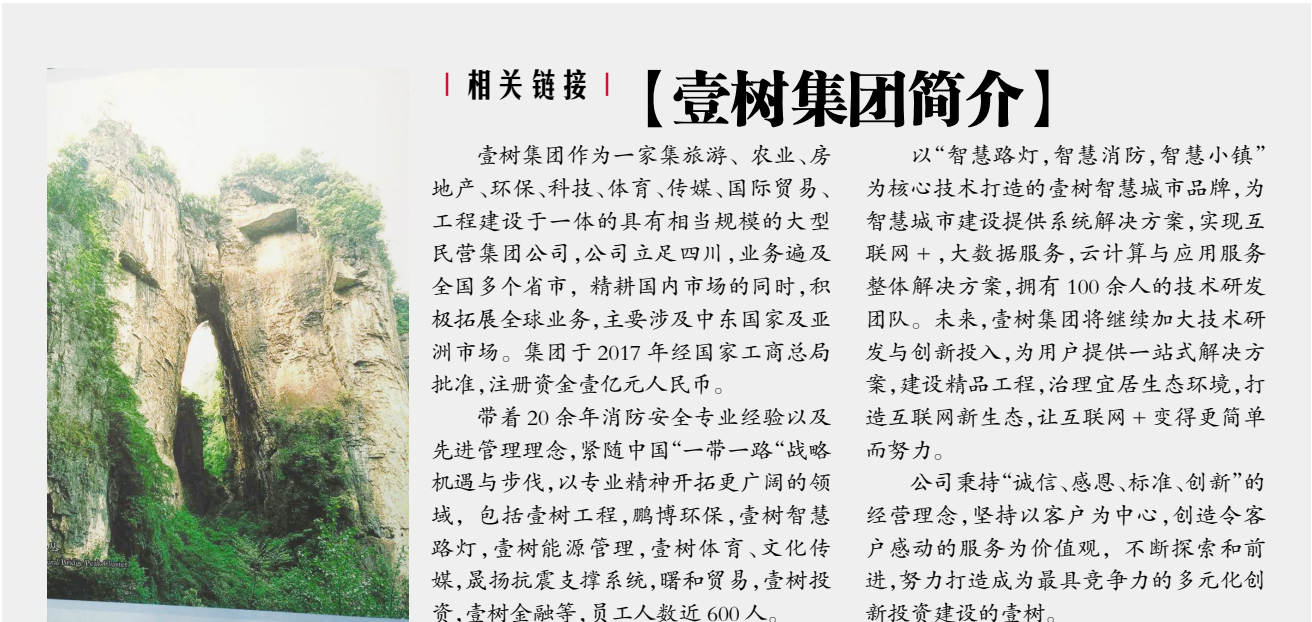 相关链接
【壹树集团简介】
壹树集团作为一家集旅游、农业、房
地产、环保、科技、体育、传媒、国际贸易、
工程建设于一体的具有相当规模的大型
民营集团公司,公司立足四川,业务遍及
全国多个省市，精耕国内市场的同时,积
极拓展全球业务,主要涉及中东国家及亚
洲市场。集团于 2017 年经国家工商总局
批准,注册资金壹亿元人民币。
带着 20 余年消防安全专业经验以及
先进管理理念,紧随中国“一带一路“战略
机遇与步伐,以专业精神开拓更广阔的领
域，包括壹树工程,鹏博环保,壹树智慧
路灯,壹树能源管理,壹树体育、文化传
媒,晟扬抗震支撑系统,曙和贸易,壹树投
资,壹树金融等,员工人数近 600 人。
以“智慧路灯,智慧消防,智慧小镇”
为核心技术打造的壹树智慧城市品牌,为
智慧城市建设提供系统解决方案,实现互
联网＋,大数据服务,云计算与应用服务
整体解决方案,拥有 100 余人的技术研发
团队。未来,壹树集团将继续加大技术研
发与创新投入,为用户提供一站式解决方
案,建设精品工程,治理宜居生态环境,打
造互联网新生态,让互联网＋变得更简单
而努力。
公司秉持“诚信、感恩、标准、创新”的
经营理念,坚持以客户为中心,创造令客
户感动的服务为价值观，不断探索和前
进,努力打造成为最具竞争力的多元化创
新投资建设的壹树。
Bridge Peak Cluster